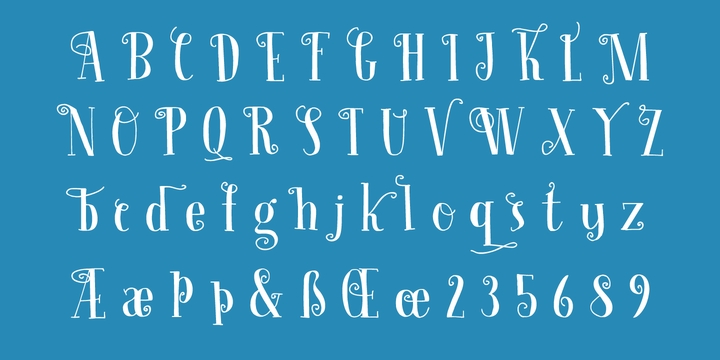 A B C D E F G H I J K L M
N O P Q R S T U V W X Y Z
b c d e f g h j k l o q s t y z
Æ æ Þ þ & ß Œ œ 2 3 5 6 8 9